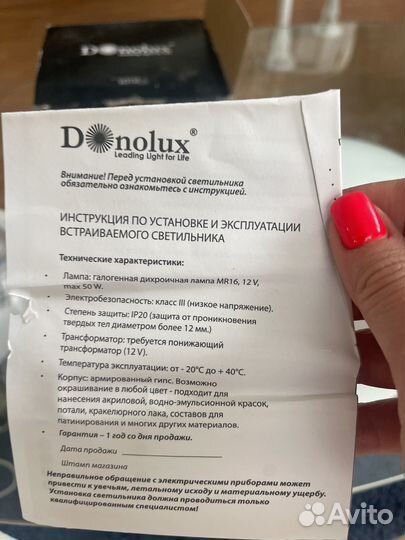 Donolux
Donolux®
Leading Light for Life
Внимание! Перед установкой светильника
обязательно ознакомьтесь с инструкцией.
ИНСТРУКЦИЯ ПО УСТАНОВКЕ И ЭКСПЛУАТАЦИИ
ВСТРАИВАЕМОГО СВЕТИЛЬНИКА
Технические характеристики:
• Лампа: галогенная дихроичная лампа MR16, 12 V,
max 50 W.
• Электробезопасность: класс III (низкое напряжение).
• Степень защиты: IP20 (защита от проникновения
твердых тел диаметром более 12 мм.)
• Трансформатор: требуется понижающий
трансформатор (12 V).
• Температура эксплуатации: от - 20°С до + 40°С.
• Корпус: армированный гипс. Возможно
окрашивание в любой цвет - подходит для
нанесения акриловой, водно-эмульсионной красок,
потали, кракелюрного лака, составов для
патинирования и многих других материалов.
• Гарантия – 1 год со дня продажи.
Дата продажи
Штамп магазина
Неправильное обращение с электрическими приборами может
привести к увечьям, летальному исходу и материальному ущербу.
Установка светильника должна проводиться только
квалифицированным специалистом!
Avito